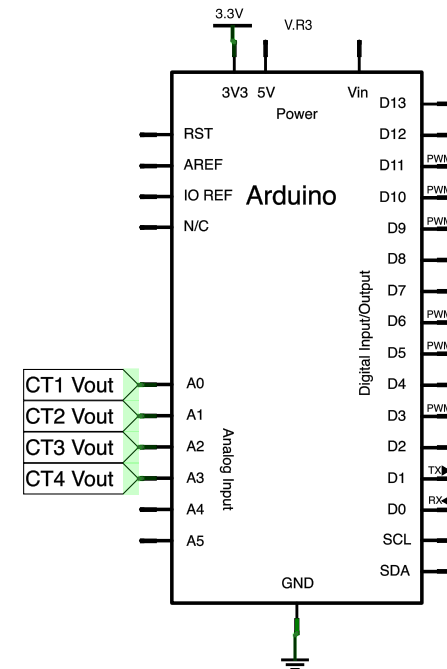 3.3V
V.R3
3V3 5V Vin
Power
D13
RST D12
AREF D11 PWM
IO REF Arduino D10 PWM
N/C D9 PWM
D8
D7
Digital Input/Output
D6 PWM
D5 PWM
CT1 Vout A0 D4
CT2 Vout A1 D3 PWM
CT3 Vout A2 D2
Analog Input
CT4 Vout A3 D1 TX
A4 D0 RX
A5 SCL
SDA
GND